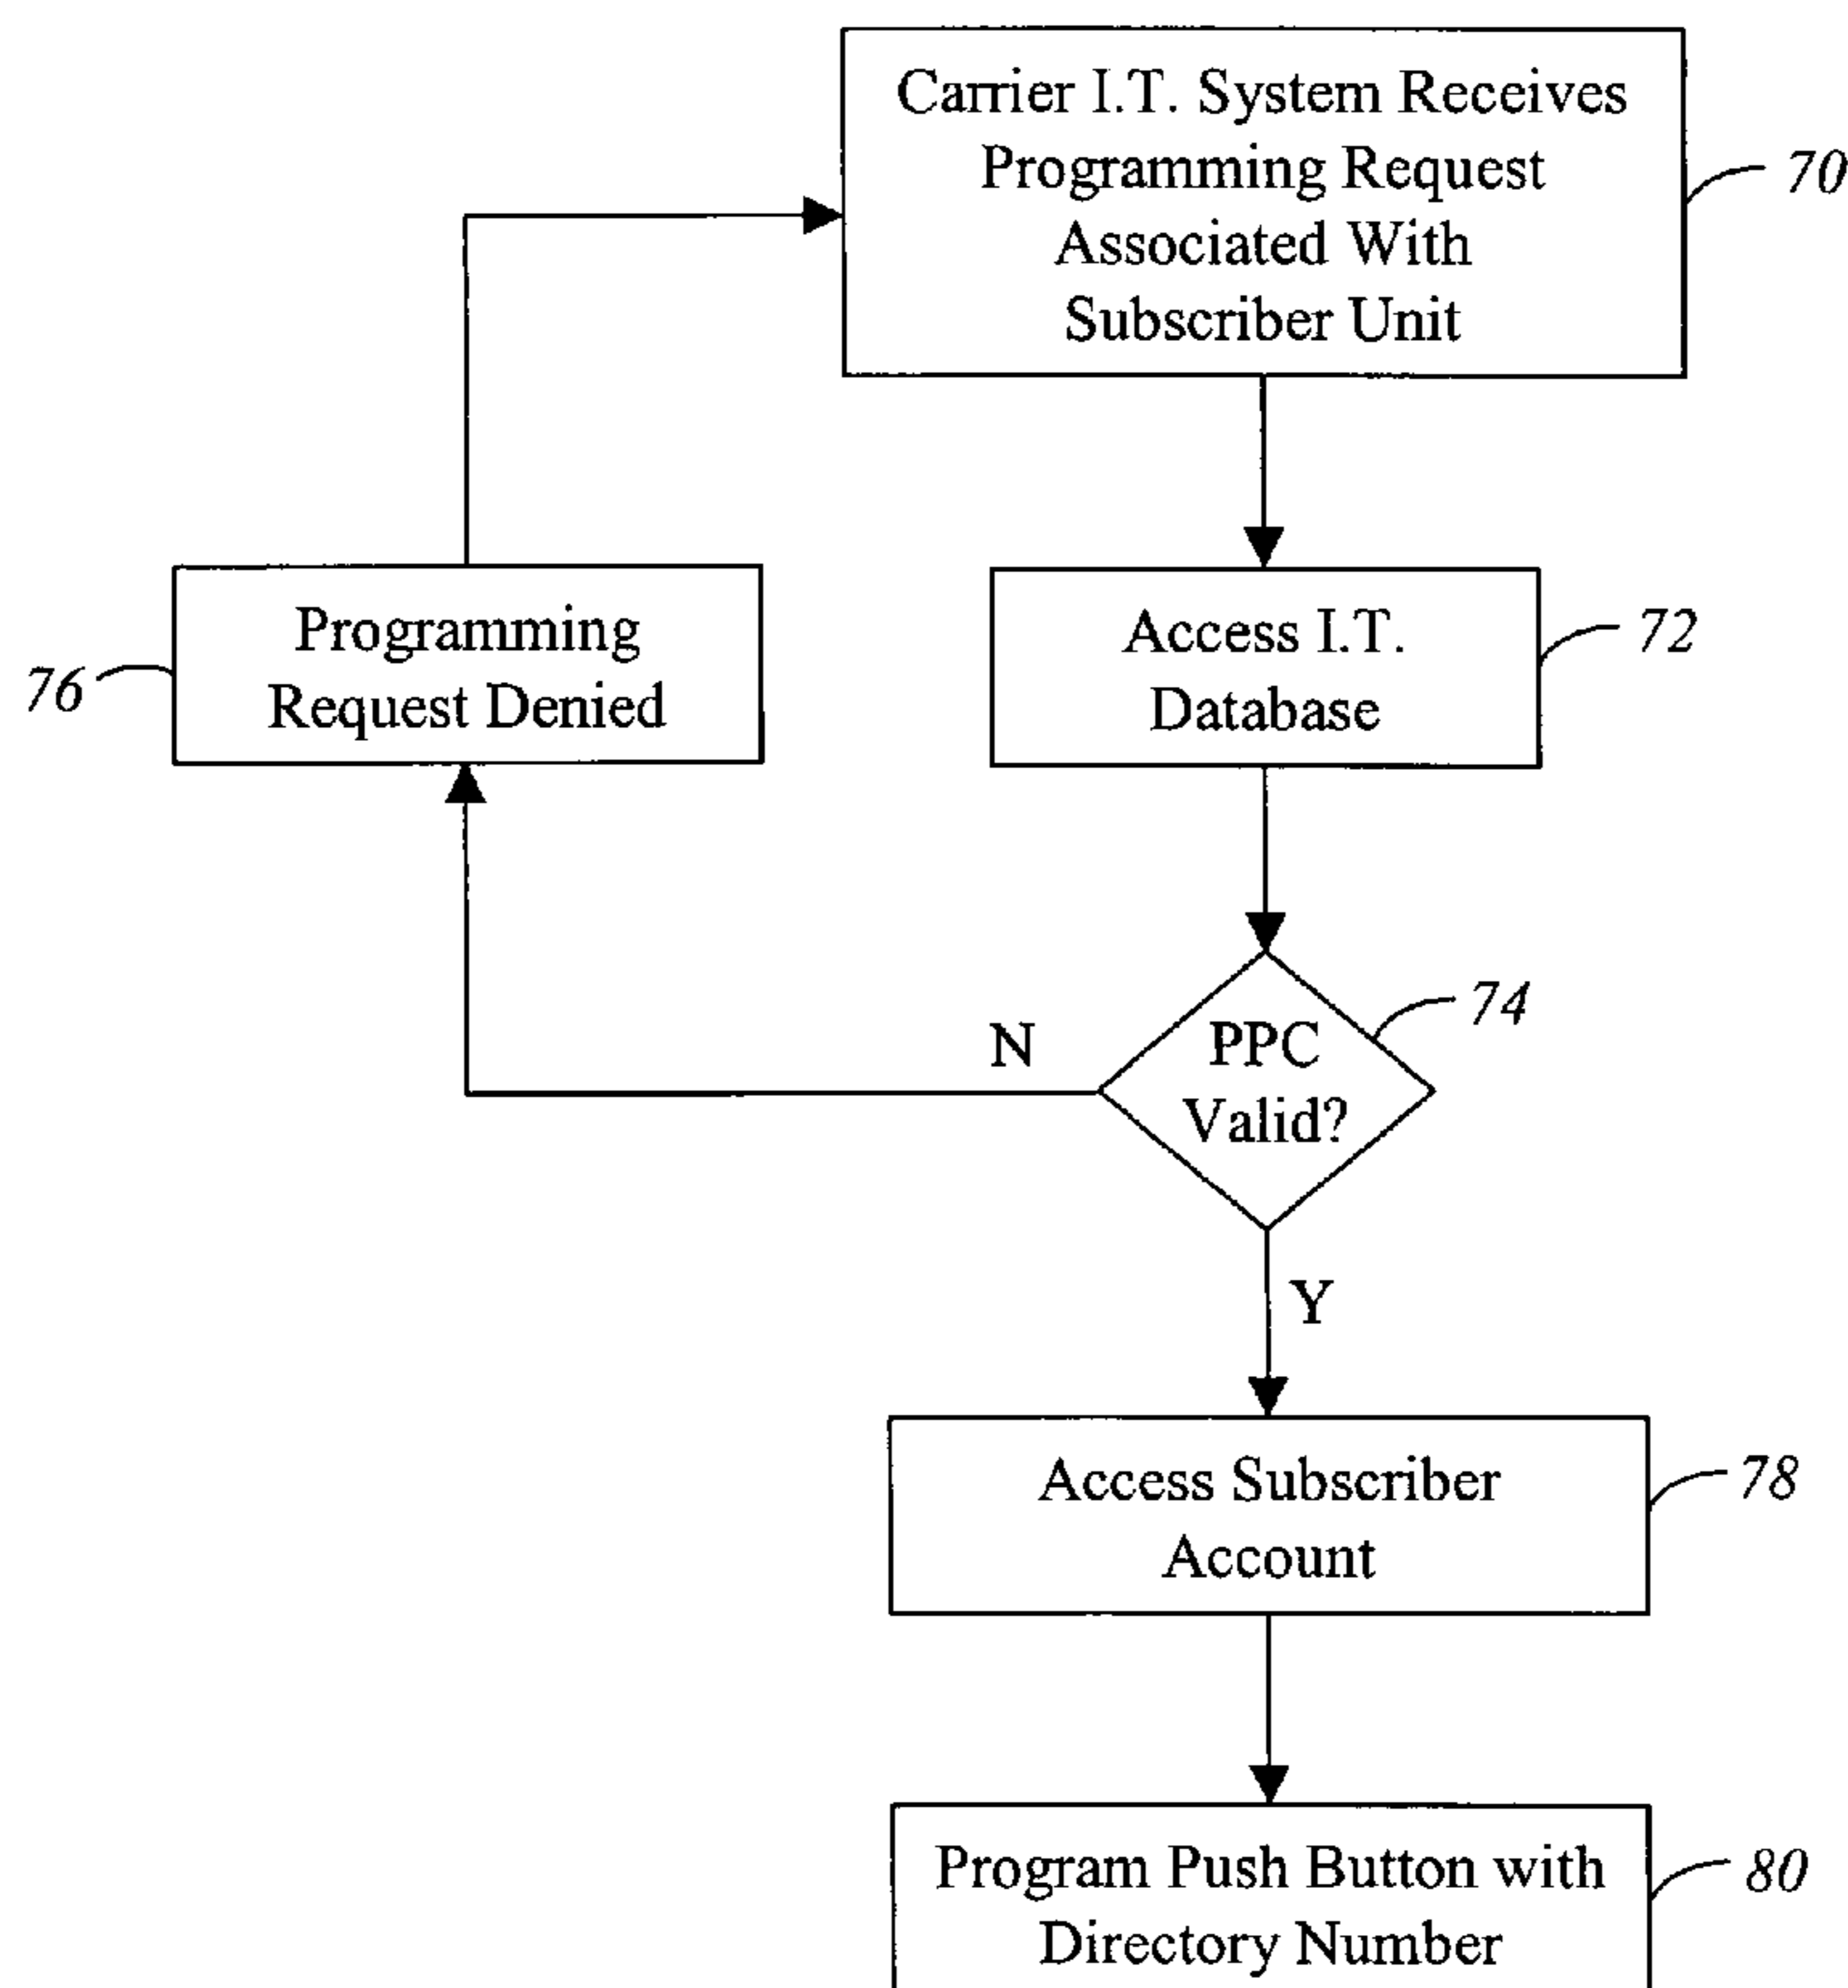 Carrier I.T. System Receives
Programming Request
Associated With
Subscriber Unit
70
Programming
Request Denied
76
Access I.T.
Database
72
PPC
Valid?
74
N
Y
Access Subscriber
Account
78
Program Push Button with
Directory Number
80